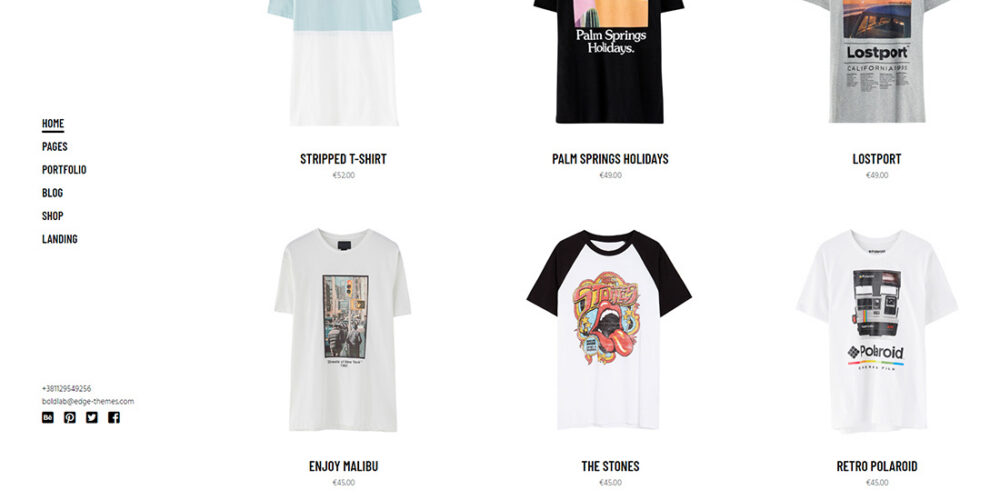 HOME
PAGES
PORTFOLIO
BLOG
SHOP
LANDING
+381129549256
boldlab@edge-themes.com
Bē
Palm Springs
Holidays.
Lostport
CALIFORNIA
STRIPPED T-SHIRT
€52.00
PALM SPRINGS HOLIDAYS
€49.00
LOSTPORT
€49.00
Polaroid
ENJOY MALIBU
€45.00
THE STONES
€45.00
RETRO POLAROID
€45.00